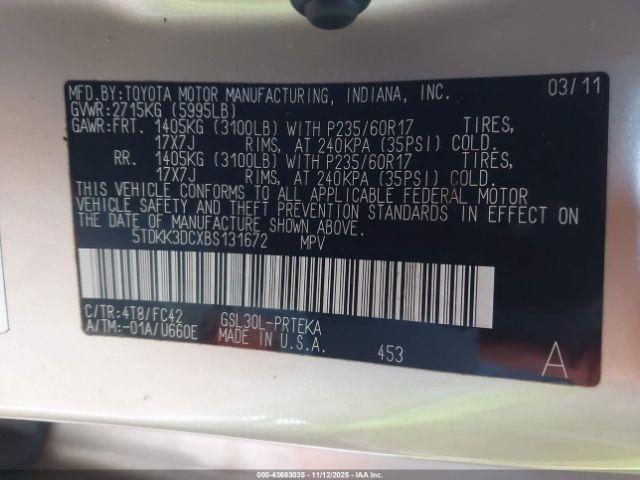 MFD.BY:TOYOTA MOTOR MANUFACTURING, INDIANA, INC. 03/11
GVWR:2715KG (5995LB)
GAWR:FRT. 1405KG (3100LB) WITH P235/60R17 TIRES,
17X7J RIMS, AT 240KPA (35PSI) COLD.
RR. 1405KG (3100LB) WITH P235/60R17 TIRES,
17X7J RIMS, AT 240KPA (35PSI) COLD.
THIS VEHICLE CONFORMS TO ALL APPLICABLE FEDERAL MOTOR
VEHICLE SAFETY AND THEFT PREVENTION STANDARDS IN EFFECT ON
THE DATE OF MANUFACTURE SHOWN ABOVE.
5TDKK3DCXBS131672 MPV
C/TR:4T8/FC42 GSL30L-PRTEKA
A/TM:-01A/U660E MADE IN U.S.A. 453 A
000-43683035 - 11/12/2025 - IAAI Inc.